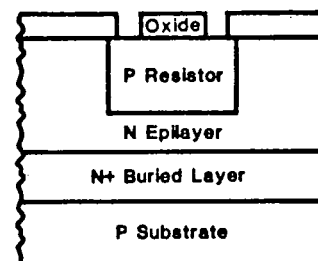 Oxide
P Resistor
N Epilayer
N+ Buried Layer
P Substrate